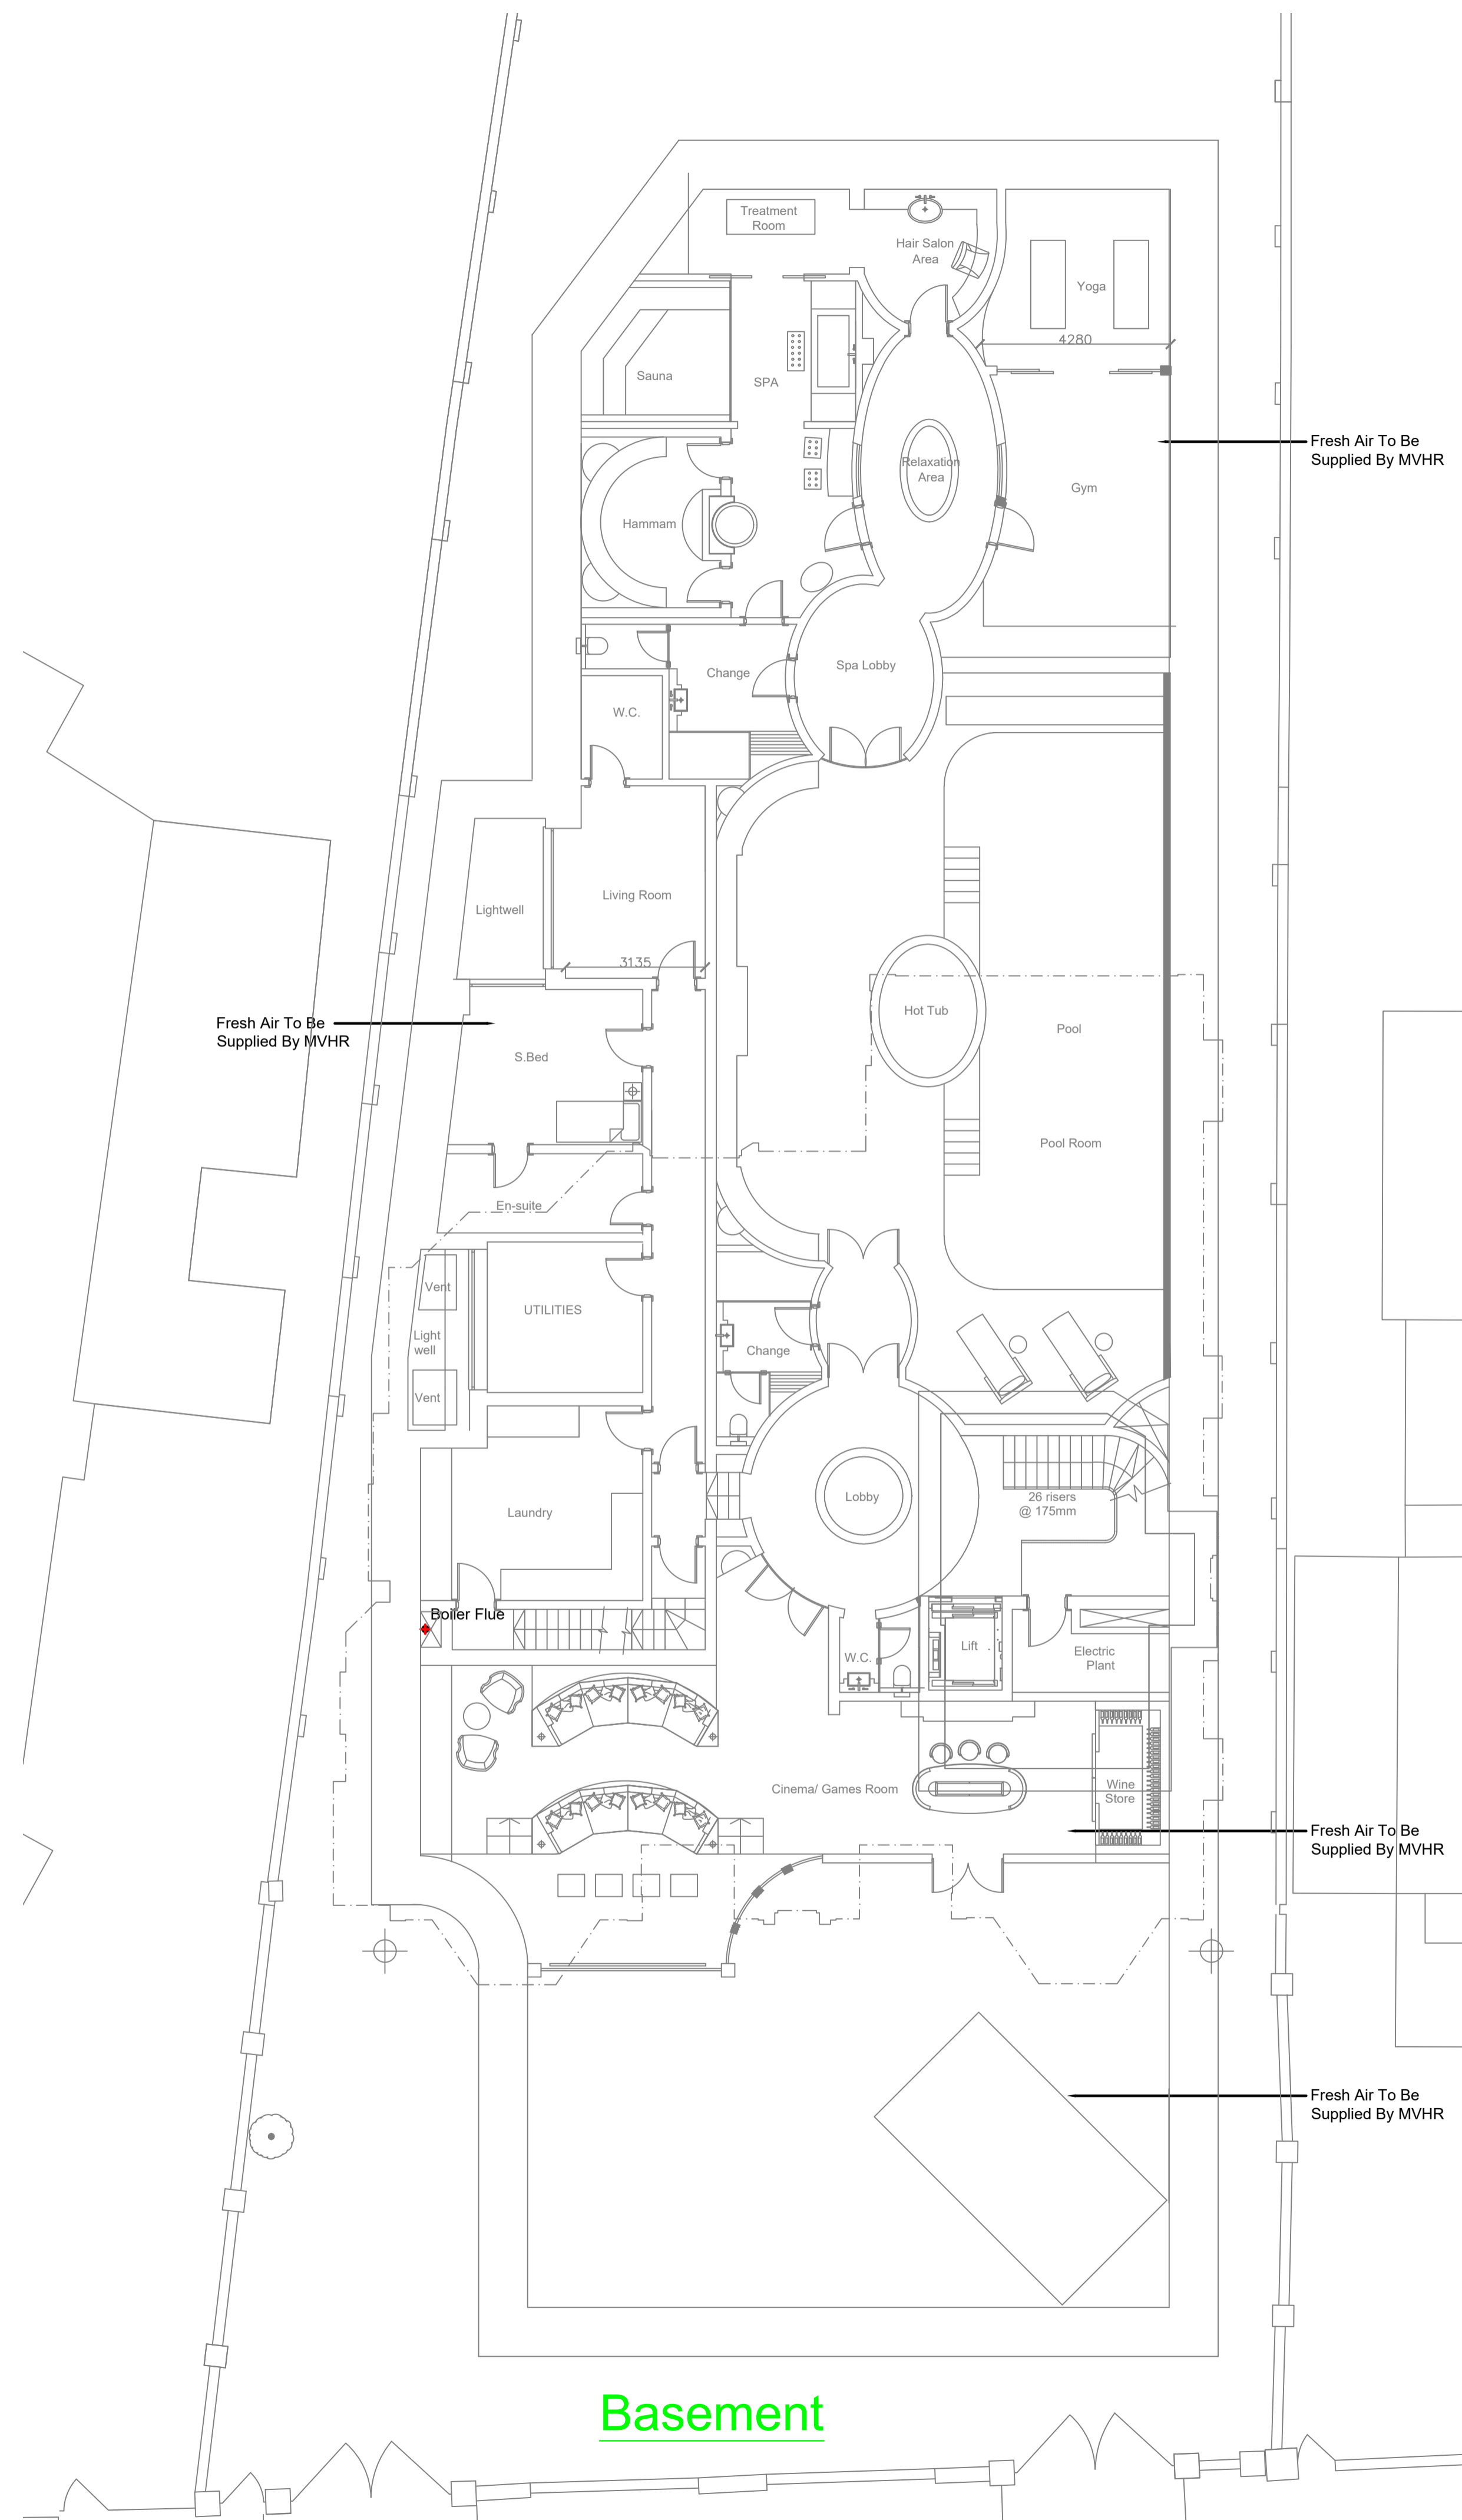 Treatment
Room
Hair Salon
Area
Yoga
4280
Sauna
SPA
Fresh Air To Be
Supplied By MVHR
Relaxation
Area
Gym
Hammam
Change
Spa Lobby
W.C.
Living Room
Lightwell
3135
Hot Tub
Fresh Air To Be
Supplied By MVHR
Pool
S.Bed
Pool Room
En-suite
Vent
UTILITIES
Light
well
Change
Vent
Lobby
26 risers
@ 175mm
Laundry
Boiler Flue
W.C.
Lift
Electric
Plant
Cinema/ Games Room
Wine
Store
Fresh Air To Be
Supplied By MVHR
Fresh Air To Be
Supplied By MVHR
Basement